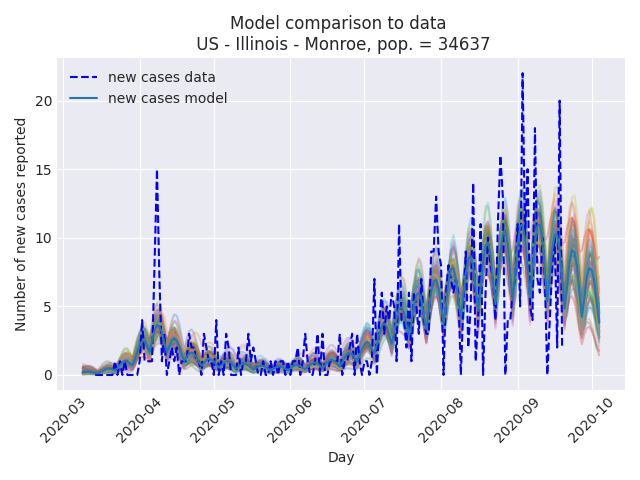 Model comparison to data
US - Illinois - Monroe, pop. = 34637
new cases data
new cases model
Number of new cases reported
20
15
10
5
0
2020-03
2020-04
2020-05
2020-06
2020-07
2020-08
2020-09
2020-10
Day